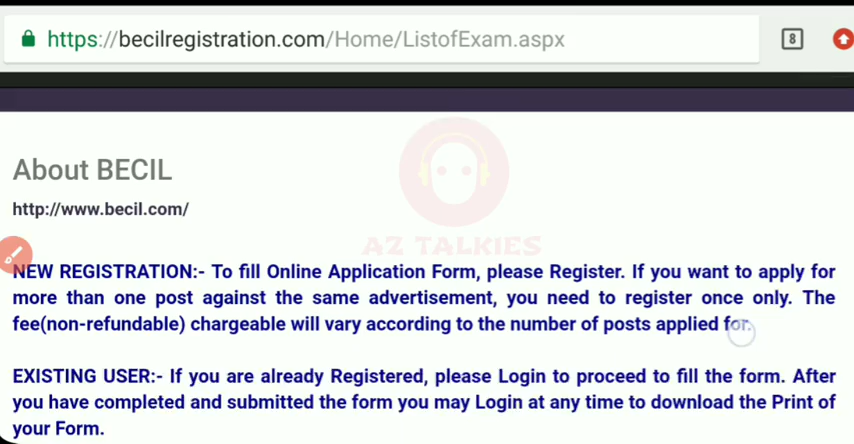 https://becilregistration.com/Home/ListofExam.aspx
8
AZ TALKIES
About BECIL
http://www.becil.com/
NEW REGISTRATION:- To fill Online Application Form, please Register. If you want to apply for
more than one post against the same advertisement, you need to register once only. The
fee(non-refundable) chargeable will vary according to the number of posts applied for.
EXISTING USER:- If you are already Registered, please Login to proceed to fill the form. After
you have completed and submitted the form you may Login at any time to download the Print of
your Form.